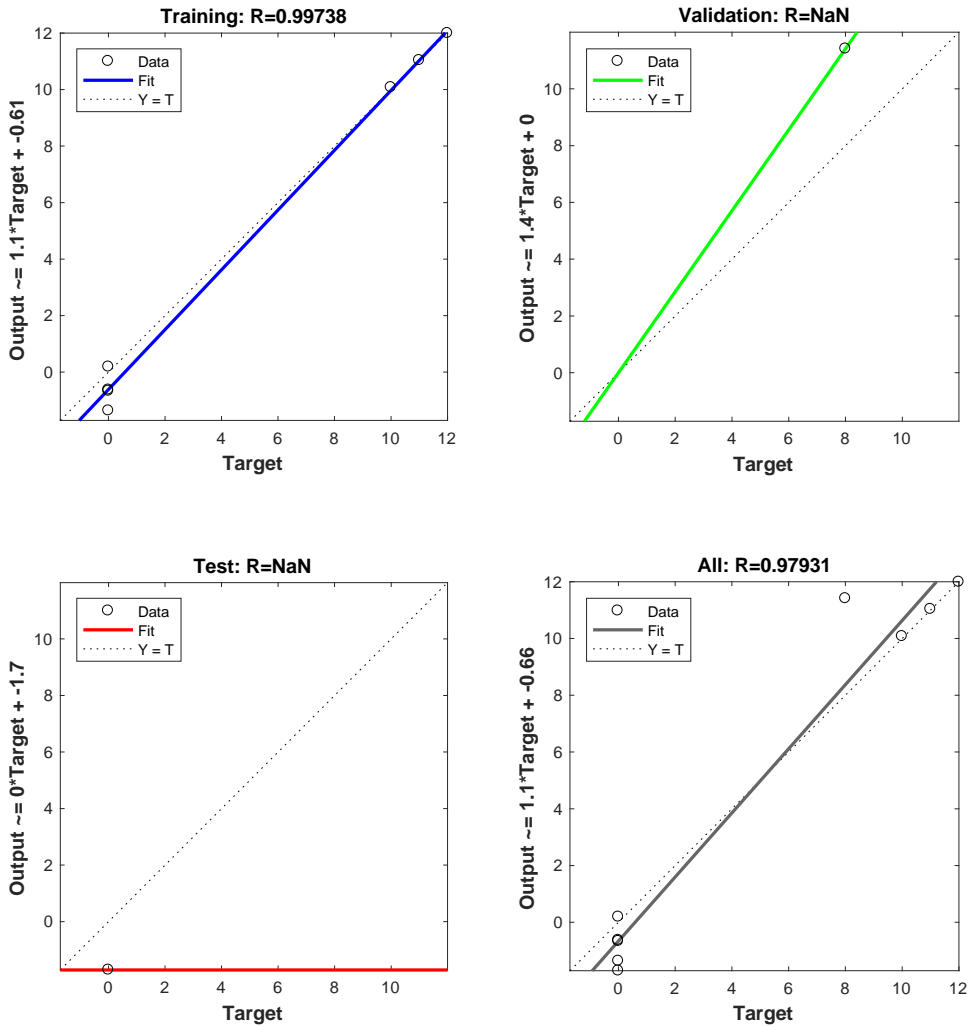 Training: R=0.99738
12
10
8
6
4
2
0
0 2 4 6 8 10 12
Target
Output ~= 1.1*Target + -0.61
Data
Fit
Y = T
Validation: R=NaN
10
8
6
4
2
0
0 2 4 6 8 10
Target
Output ~= 1.4*Target + 0
Data
Fit
Y = T
Test: R=NaN
10
8
6
4
2
0
0 2 4 6 8 10
Target
Output ~= 0*Target + -1.7
Data
Fit
Y = T
All: R=0.97931
12
10
8
6
4
2
0
0 2 4 6 8 10 12
Target
Output ~= 1.1*Target + -0.66
Data
Fit
Y = T